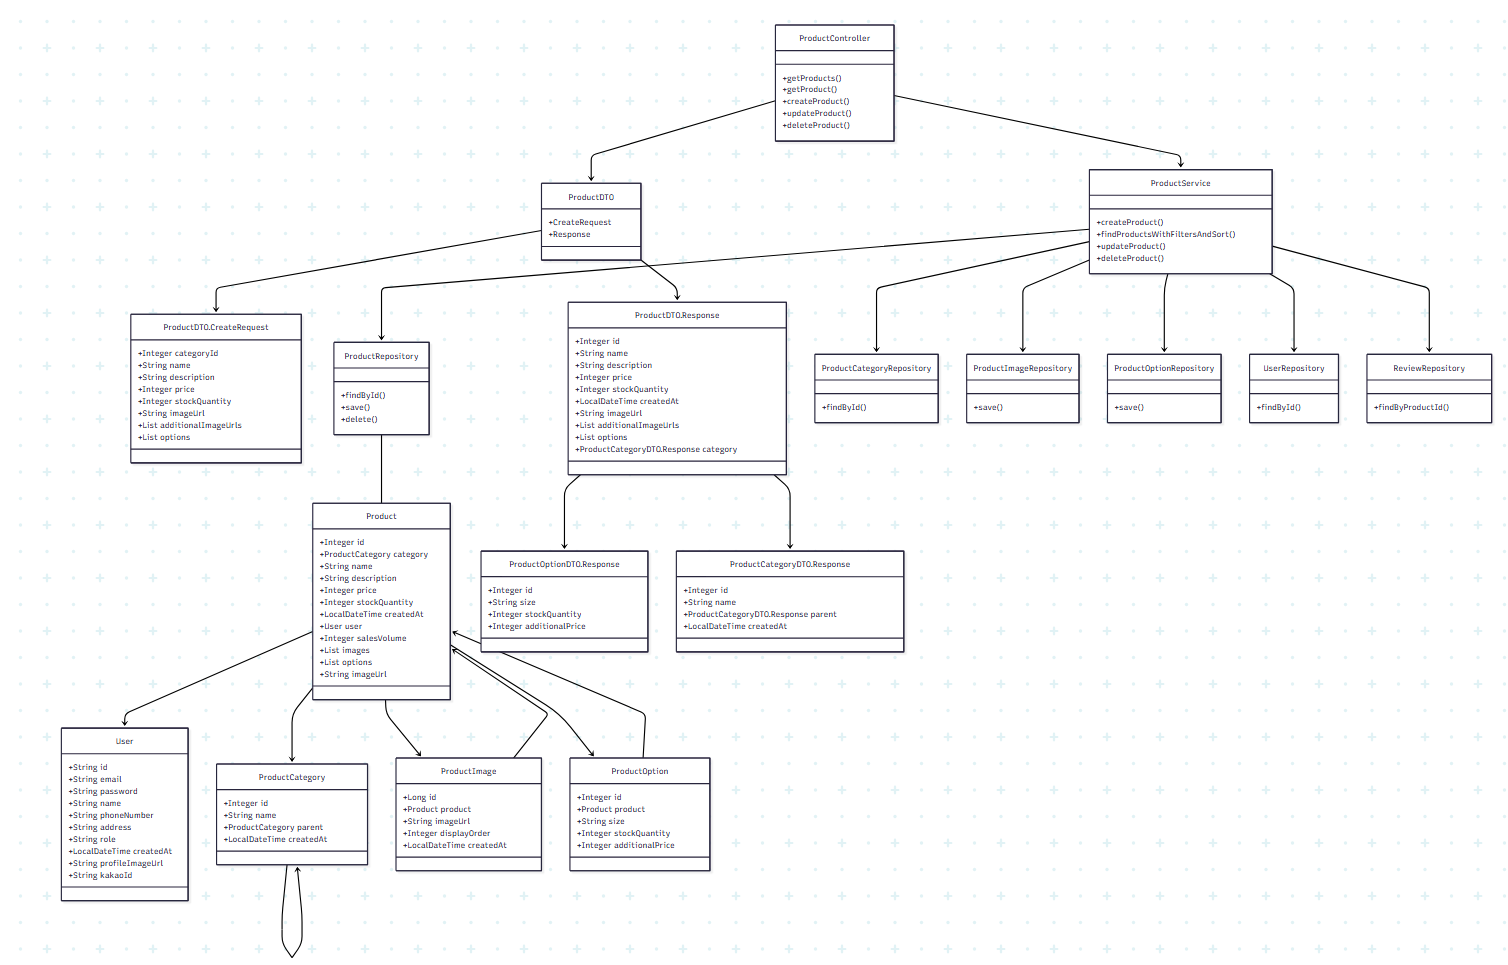 ProductController
+getProducts()
+getProduct()
+createProduct()
+updateProduct()
+deleteProduct()
ProductDTO
+CreateRequest
+Response
ProductService
+createProduct()
+findProductsWithFiltersAndSort()
+updateProduct()
+deleteProduct()
ProductDTO.CreateRequest
+Integer categoryId
+String name
+String description
+Integer price
+Integer stockQuantity
+String imageUrl
+List additionalImageUrls
+List options
ProductRepository
+findById()
+save()
+delete()
ProductDTO.Response
+Integer id
+String name
+String description
+Integer price
+Integer stockQuantity
+LocalDateTime createdAt
+String imageUrl
+List additionalImageUrls
+List options
+ProductCategoryDTO.Response category
ProductCategoryRepository
+findById()
ProductImageRepository
+save()
ProductOptionRepository
+save()
UserRepository
+findById()
ReviewRepository
+findByProductId()
Product
+Integer id
+ProductCategory category
+String name
+String description
+Integer price
+Integer stockQuantity
+LocalDateTime createdAt
+User user
+Integer salesVolume
+List images
+List options
+String imageUrl
ProductOptionDTO.Response
+Integer id
+String size
+Integer stockQuantity
+Integer additionalPrice
ProductCategoryDTO.Response
+Integer id
+String name
+ProductCategoryDTO.Response parent
+LocalDateTime createdAt
User
+String id
+String email
+String password
+String name
+String phoneNumber
+String address
+String role
+LocalDateTime createdAt
+String profileImageUrl
+String kakaoId
ProductCategory
+Integer id
+String name
+ProductCategory parent
+LocalDateTime createdAt
ProductImage
+Long id
+Product product
+String imageUrl
+Integer displayOrder
+LocalDateTime createdAt
ProductOption
+Integer id
+Product product
+String size
+Integer stockQuantity
+Integer additionalPrice